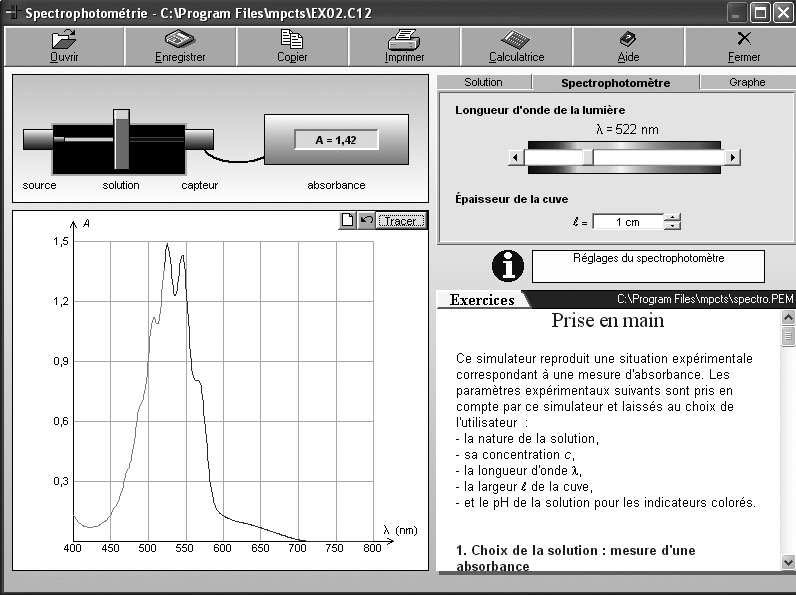 Spectrophotométrie - C:\Program Files\mpcts\EX02.C12
Ouvrir
Enregistrer
Copier
Imprimer
Calculatrice
Aide
Fermer
A = 1,42
source
solution
capteur
absorbance
Solution
Spectrophotomètre
Graphe
Longueur d'onde de la lumière
λ = 522 nm
Épaisseur de la cuve
ℓ =
1 cm
Réglages du spectrophotomètre
Tracer
A
1,5
1,2
0,9
0,6
0,3
λ (nm)
400 450 500 550 600 650 700 750 800
Exercices
C:\Program Files\mpcts\spectro.PEM
Prise en main
Ce simulateur reproduit une situation expérimentale
correspondant à une mesure d'absorbance. Les
paramètres expérimentaux suivants sont pris en
compte par ce simulateur et laissés au choix de
l'utilisateur :
- la nature de la solution,
- sa concentration c,
- la longueur d'onde λ,
- la largeur ℓ de la cuve,
- et le pH de la solution pour les indicateurs colorés.
1. Choix de la solution : mesure d'une
absorbance